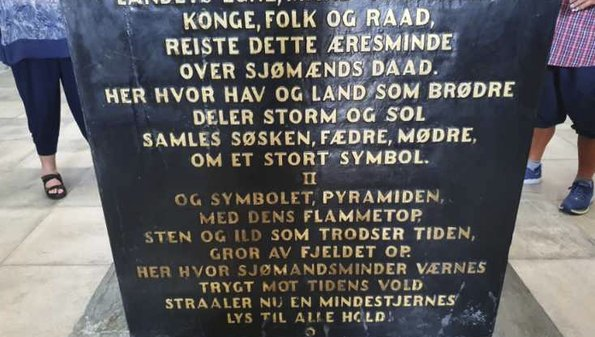 LANDETS EGNE,
KONGE, FOLK OG RAAD,
REISTE DETTE ÆRESMINDE
OVER SJØMÆNDS DAAD.
HER HVOR HAV OG LAND SOM BRØDRE
DELER STORM OG SOL
SAMLES SØSKEN, FÆDRE, MØDRE,
OM ET STORT SYMBOL.
II
OG SYMBOLET, PYRAMIDEN,
MED DENS FLAMMETOP,
STEN OG ILD SOM TRODSER TIDEN,
GROR AV FJELDET OP.
HER HVOR SJØMANDSMINDER VÆRNES
TRYGT MOT TIDENS VOLD
STRAALER NU EN MINDESTJERNES
LYS TIL ALLE HOLD.